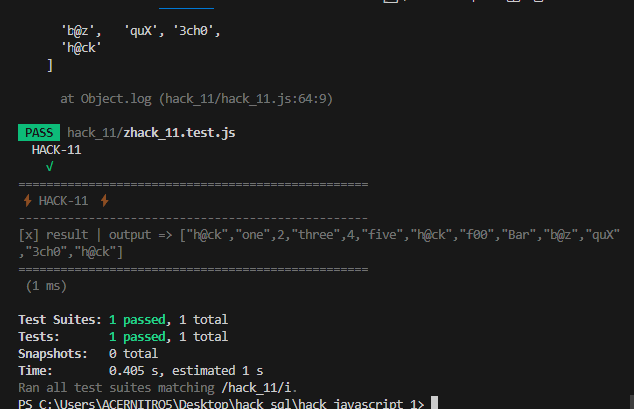 'b@z', 'quX', '3ch0',
'h@ck'
]
at Object.log (hack_11/hack_11.js:64:9)
PASS hack_11/zhack_11.test.js
HACK-11
√
==================================================
⚡ HACK-11 ⚡
--------------------------------------------------
[x] result | output => ["h@ck","one",2,"three",4,"five","h@ck","f00","Bar","b@z","quX"
,"3ch0","h@ck"]
==================================================
(1 ms)
Test Suites: 1 passed, 1 total
Tests: 1 passed, 1 total
Snapshots: 0 total
Time: 0.405 s, estimated 1 s
Ran all test suites matching /hack_11/i.
PS C:\Users\ACERNITRO5\Desktop\hack_sql\hack_javascript_1>